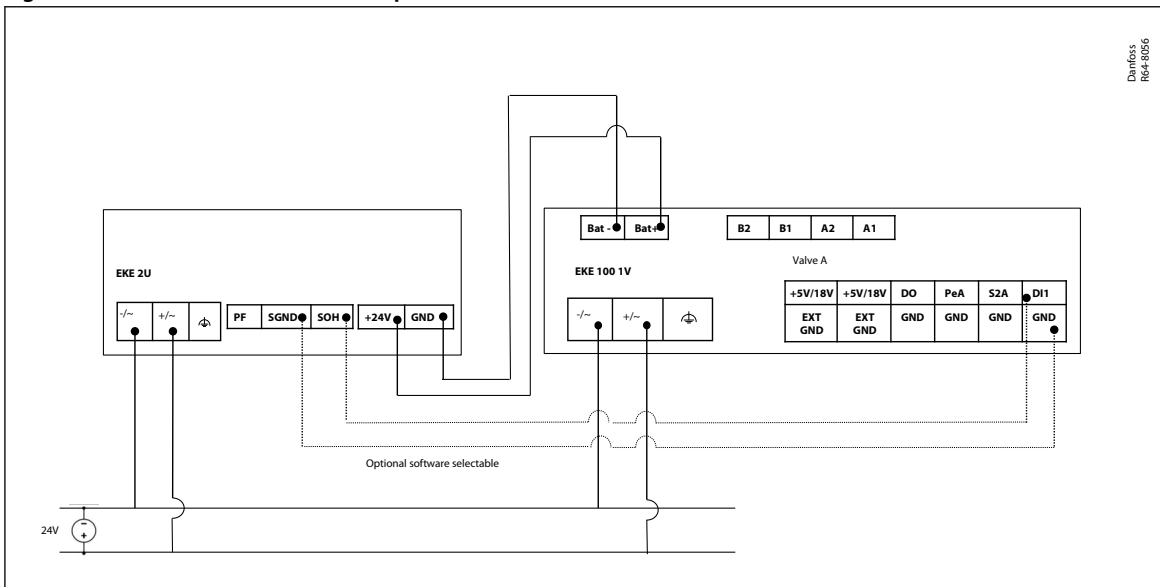 Danfoss
R64-8056
Bat - Bat+ B2 B1 A2 A1
Valve A
EKE 2U
EKE 100 1V
-/~ +/~ PF SGND SOH +24V GND
-/~ +/~
+5V/18V +5V/18V DO PeA S2A DI1
EXT GND EXT GND GND GND GND GND
Optional software selectable
24V
- 
+